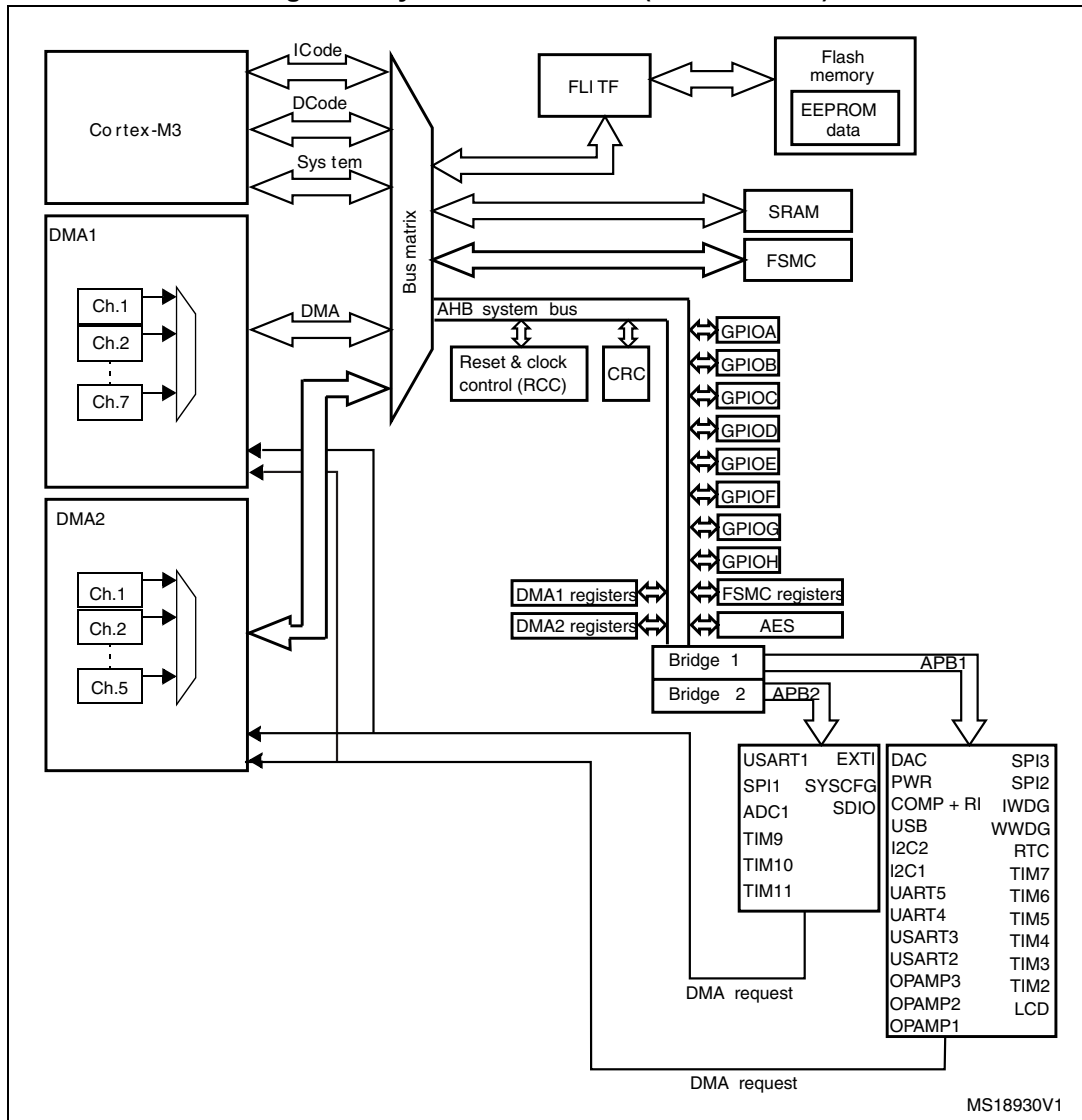 ICode
Cortex-M3
DCode
System
Bus matrix
FLITF
Flash
memory
EEPROM
data
SRAM
FSMC
DMA1
Ch.1
Ch.2
Ch.7
DMA
AHB system bus
Reset & clock
control (RCC)
CRC
GPIOA
GPIOB
GPIOC
GPIOD
GPIOE
GPIOF
GPIOG
GPIOH
DMA1 registers
FSMC registers
DMA2 registers
AES
DMA2
Ch.1
Ch.2
Ch.5
Bridge 1
APB1
Bridge 2
APB2
USART1 EXTI
SPI1 SYSCFG
ADC1 SDIO
TIM9
TIM10
TIM11
DAC SPI3
PWR SPI2
COMP + RI IWDG
USB WWDG
I2C2 RTC
I2C1 TIM7
UART5 TIM6
UART4 TIM5
USART3 TIM4
USART2 TIM3
OPAMP3 TIM2
OPAMP2 LCD
OPAMP1
DMA request
DMA request
MS18930V1